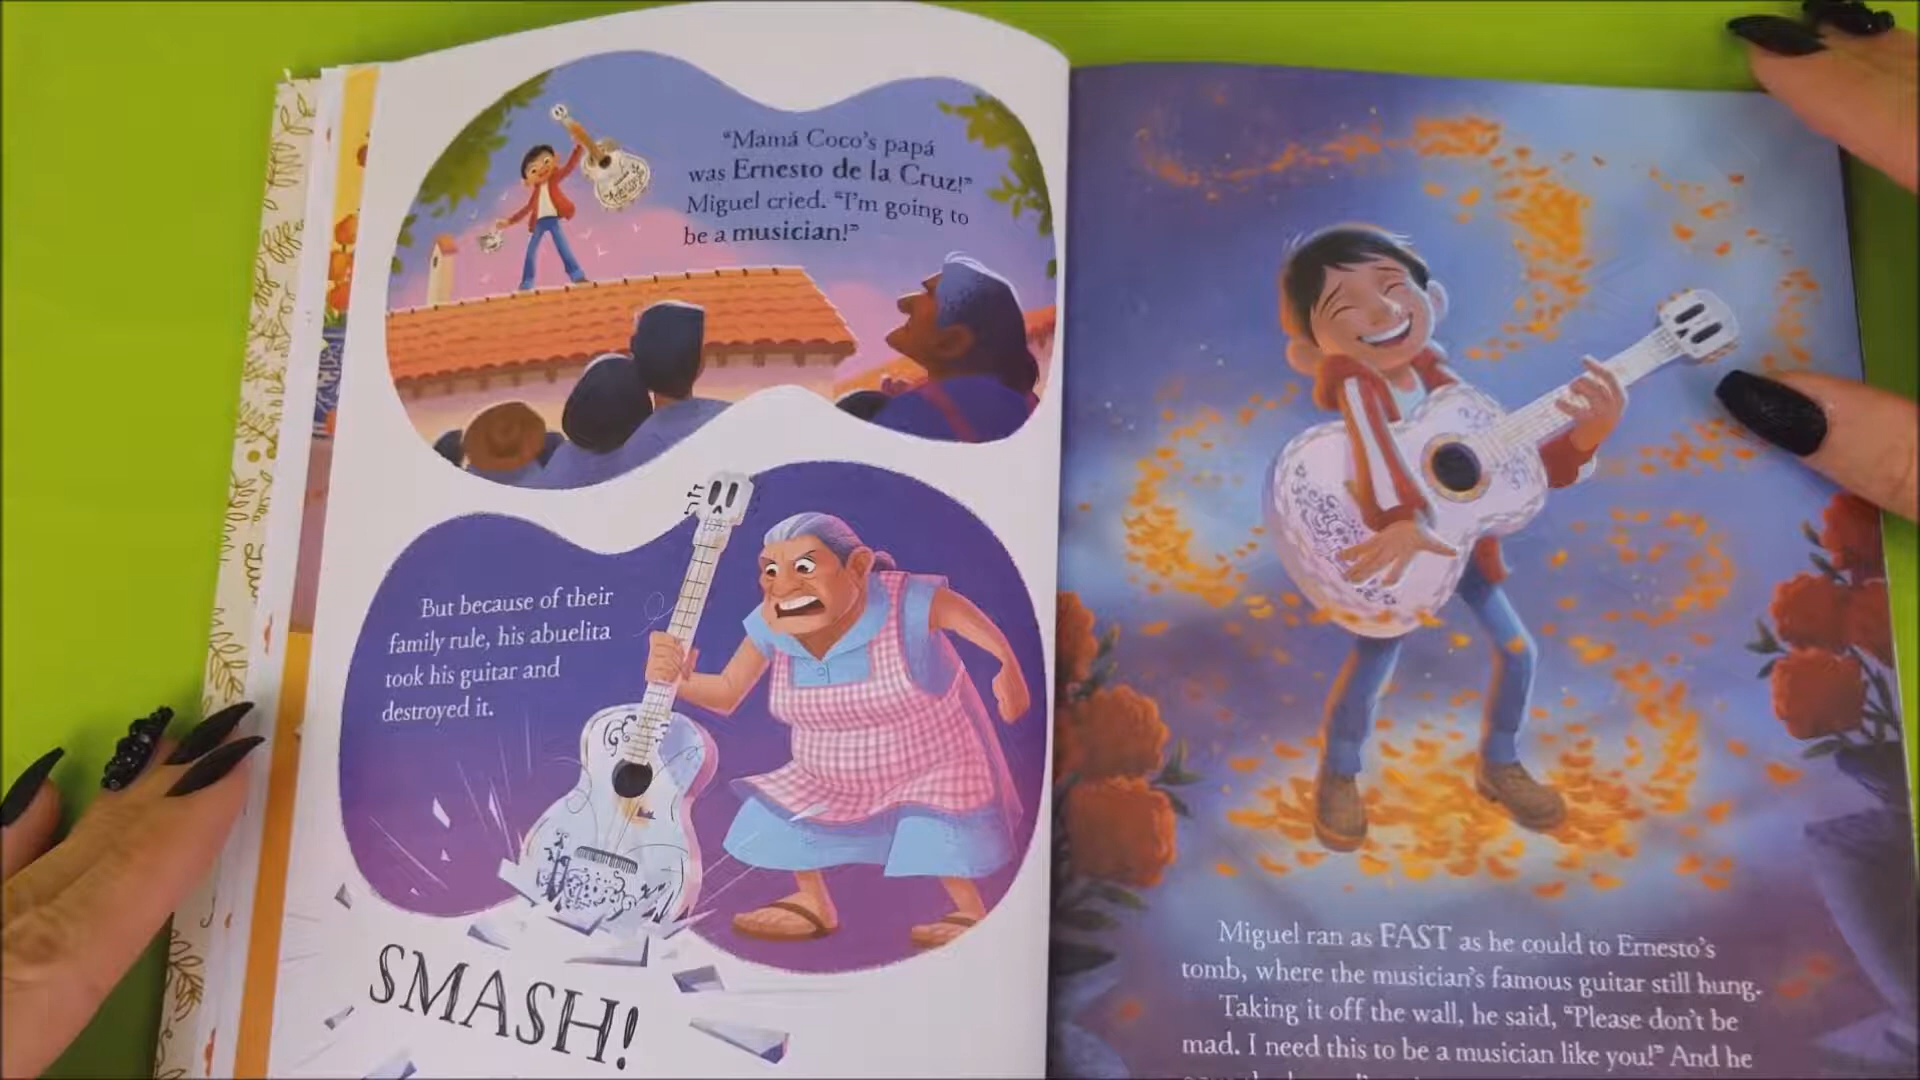 “Mamá Coco’s papá
was Ernesto de la Cruz!”
Miguel cried. “I’m going to
be a musician!”
But because of their
family rule, his abuelita
took his guitar and
destroyed it.
SMASH!
Miguel ran as FAST as he could to Ernesto’s
tomb, where the musician’s famous guitar still hung.
Taking it off the wall, he said, “Please don’t be
mad. I need this to be a musician like you!” And he